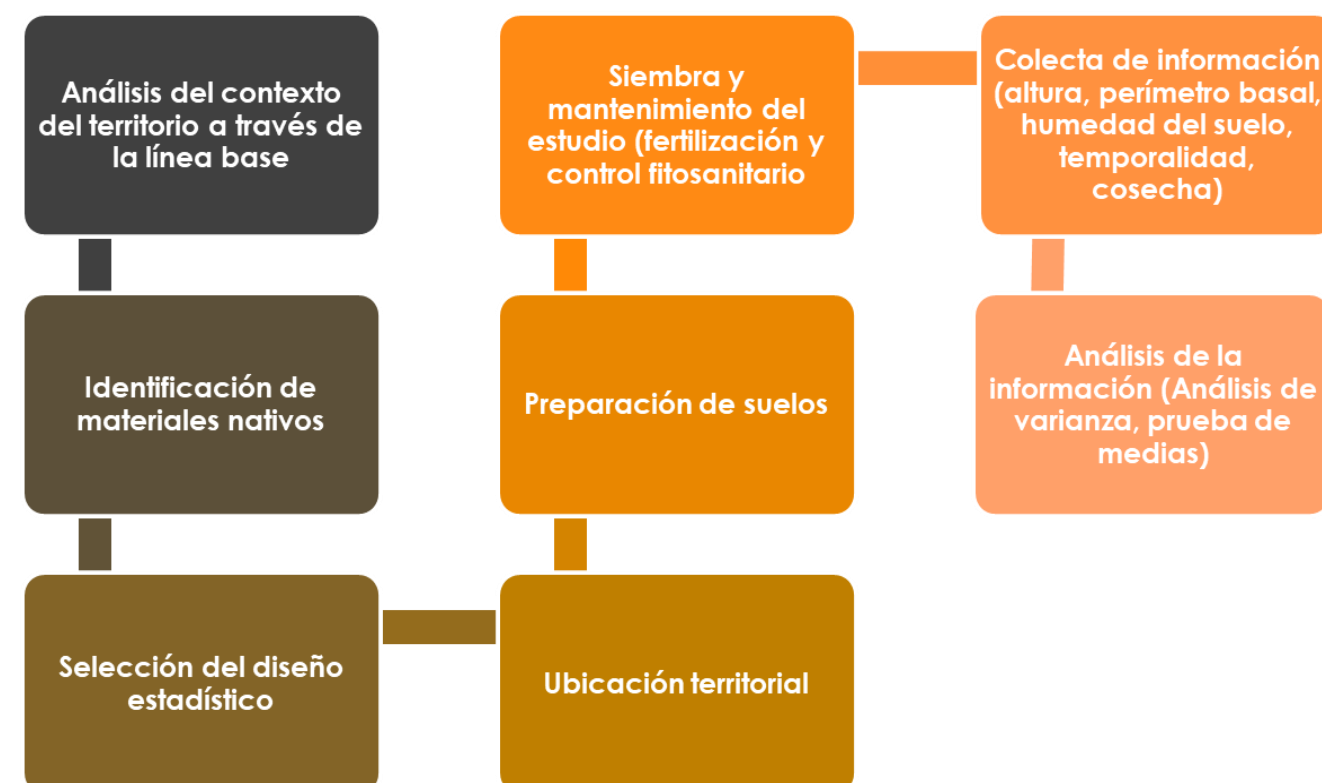 Análisis del contexto
del territorio a través de
la línea base
Identificación de
materiales nativos
Selección del diseño
estadístico
Ubicación territorial
Preparación de suelos
Siembra y
mantenimiento del
estudio (fertilización y
control fitosanitario
Colecta de información
(altura, perímetro basal,
humedad del suelo,
temporalidad,
cosecha)
Análisis de la
información (Análisis de
varianza, prueba de
medias)